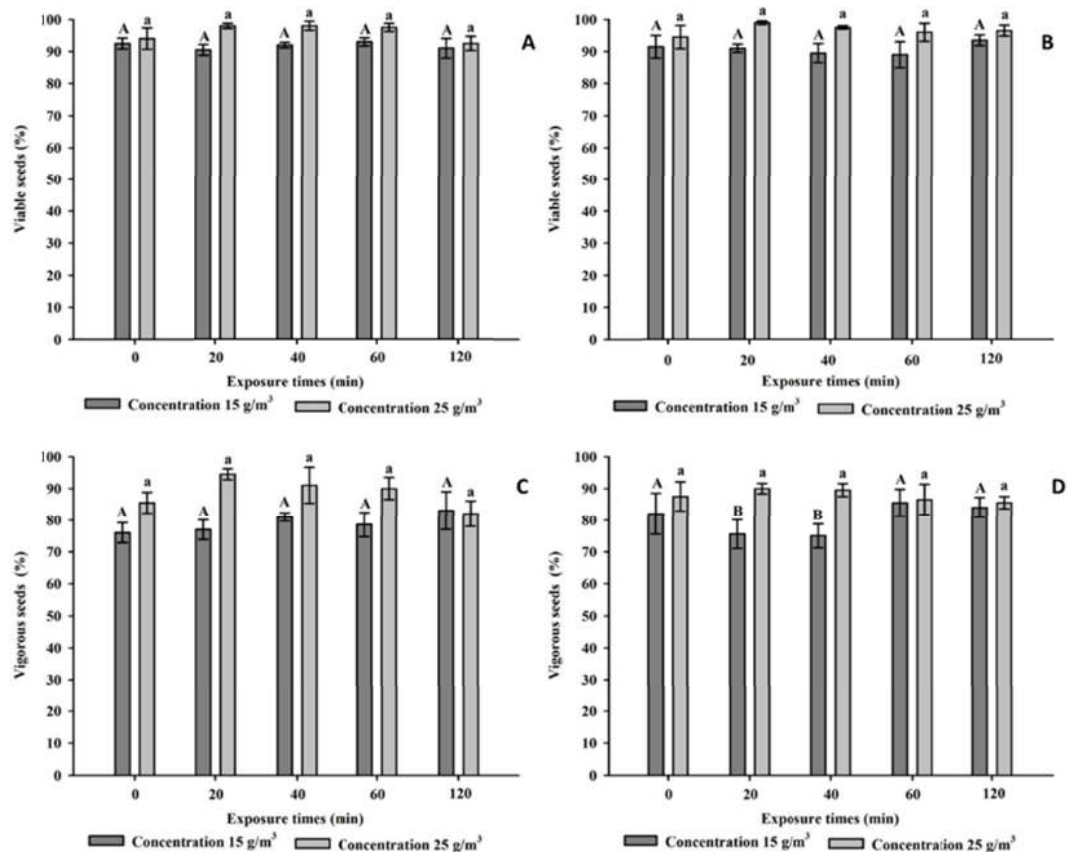 A a A a A a A a A a
A
100
90
80
70
60
50
40
30
20
10
0
Viable seeds (%)
0 20 40 60 120
Exposure times (min)
Concentration 15 g/m³ Concentration 25 g/m³
A a A a A a A a A a
B
100
90
80
70
60
50
40
30
20
10
0
Viable seeds (%)
0 20 40 60 120
Exposure times (min)
Concentration 15 g/m³ Concentration 25 g/m³
A a A a A a A a A a
C
100
90
80
70
60
50
40
30
20
10
0
Vigorous seeds (%)
0 20 40 60 120
Exposure times (min)
Concentration 15 g/m³ Concentration 25 g/m³
A a B a B a A a A a
D
100
90
80
70
60
50
40
30
20
10
0
Vigorous seeds (%)
0 20 40 60 120
Exposure times (min)
Concentration 15 g/m³ Concentration 25 g/m³